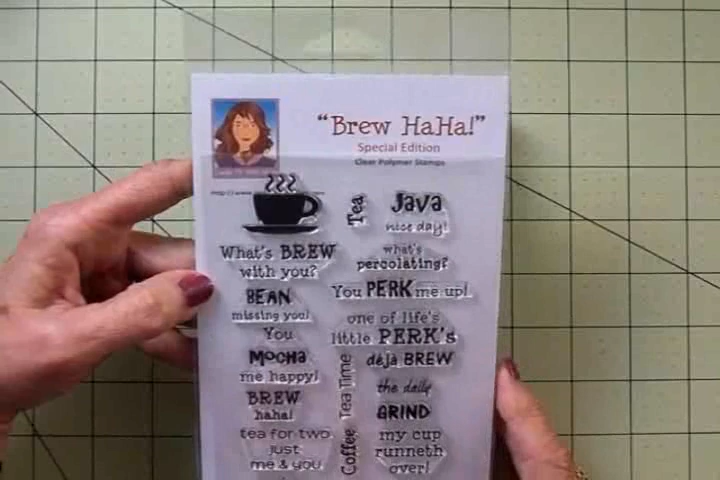 “Brew HaHa!”
Special Edition
Clear Polymer Stamps
Tea
Java
nice day!
What's BREW
with you?
what's
percolating?
BEAN
missing you!
You PERK me up!
You
Mocha
me happy!
one of life's
little PERK's
déjà BREW
BREW
haha!
the daily
GRIND
Tea Time
tea for two
just
me & you
Coffee
my cup
runneth
over!